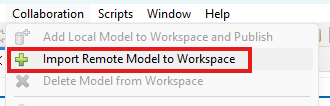 Collaboration Scripts Window Help
Add Local Model to Workspace and Publish
Import Remote Model to Workspace
Delete Model from Workspace